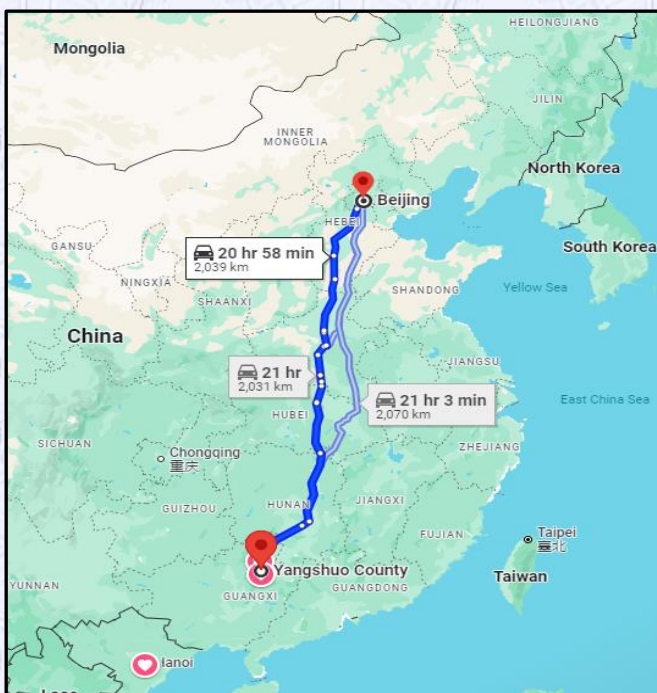 HEILONGJIANG
Mongolia
JILIN
INNER
MONGOLIA
North Korea
Beijing
HEBEI
South Korea
GANSU
20 hr 58 min
2,039 km
NINGXIA
SHANDONG
Yellow Sea
SHAANXI
China
JIANGSU
21 hr
2,031 km
21 hr 3 min
2,070 km
East China Sea
HUBEI
SICHUAN
Chongqing
重庆
ZHEJIANG
GUIZHOU
HUNAN
JIANGXI
FUJIAN
Taipei
臺北
Yangshuo County
Taiwan
YUNNAN
GUANGXI
GUANGDONG
Hanoi